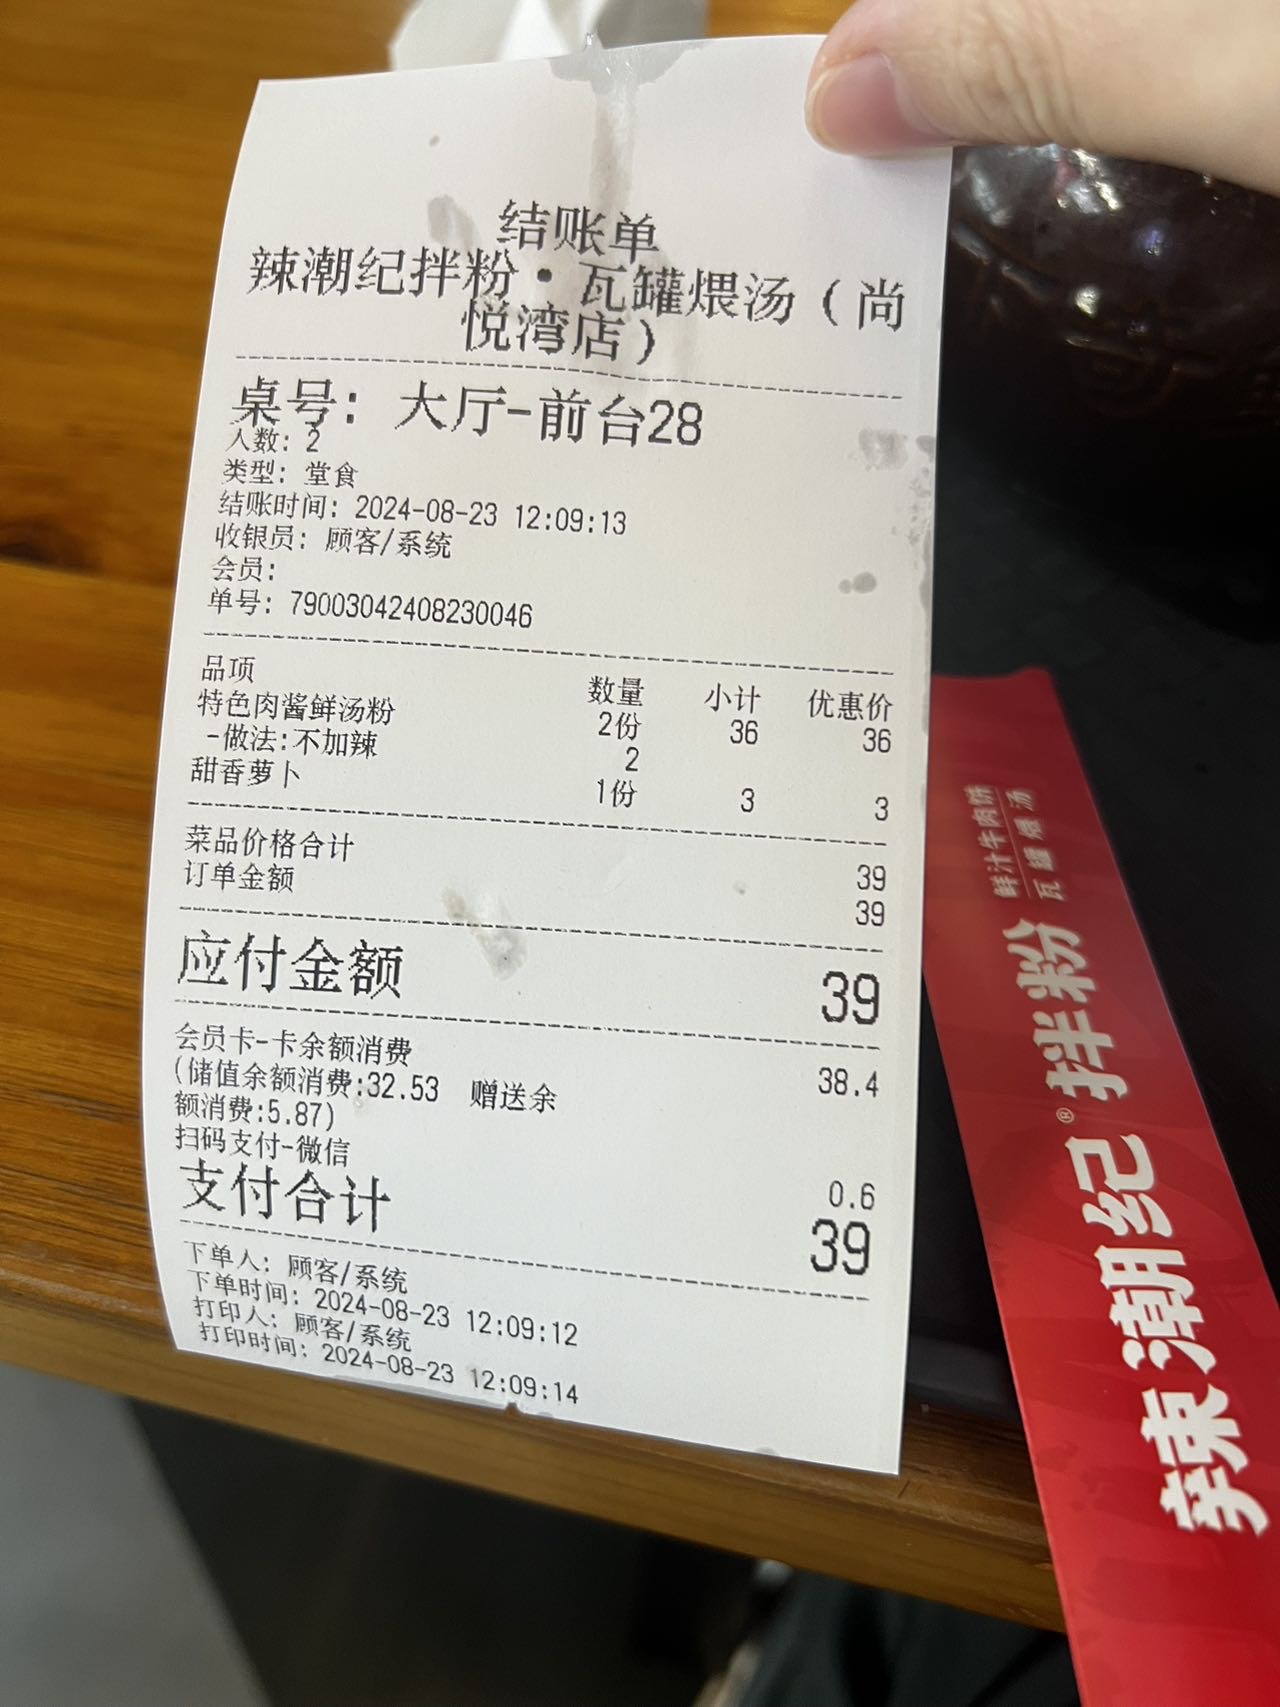 结账单
辣潮纪拌粉·瓦罐煨汤（尚
悦湾店）
桌号: 大厅-前台28
人数: 2
类型: 堂食
结账时间: 2024-08-23 12:09:13
收银员: 顾客/系统
会员:
单号: 79003042408230046
品项 数量 小计 优惠价
特色肉酱鲜汤粉 2份 36 36
-做法:不加辣 2
甜香萝卜 1份 3 3
菜品价格合计 39
订单金额 39
应付金额 39
会员卡-卡余额消费 38.4
(储值余额消费:32.53 赠送余
额消费:5.87)
扫码支付-微信 0.6
支付合计 39
下单人: 顾客/系统
下单时间: 2024-08-23 12:09:12
打印人: 顾客/系统
打印时间: 2024-08-23 12:09:14
辣潮纪®拌粉
鲜汁牛肉饼
瓦罐煨汤